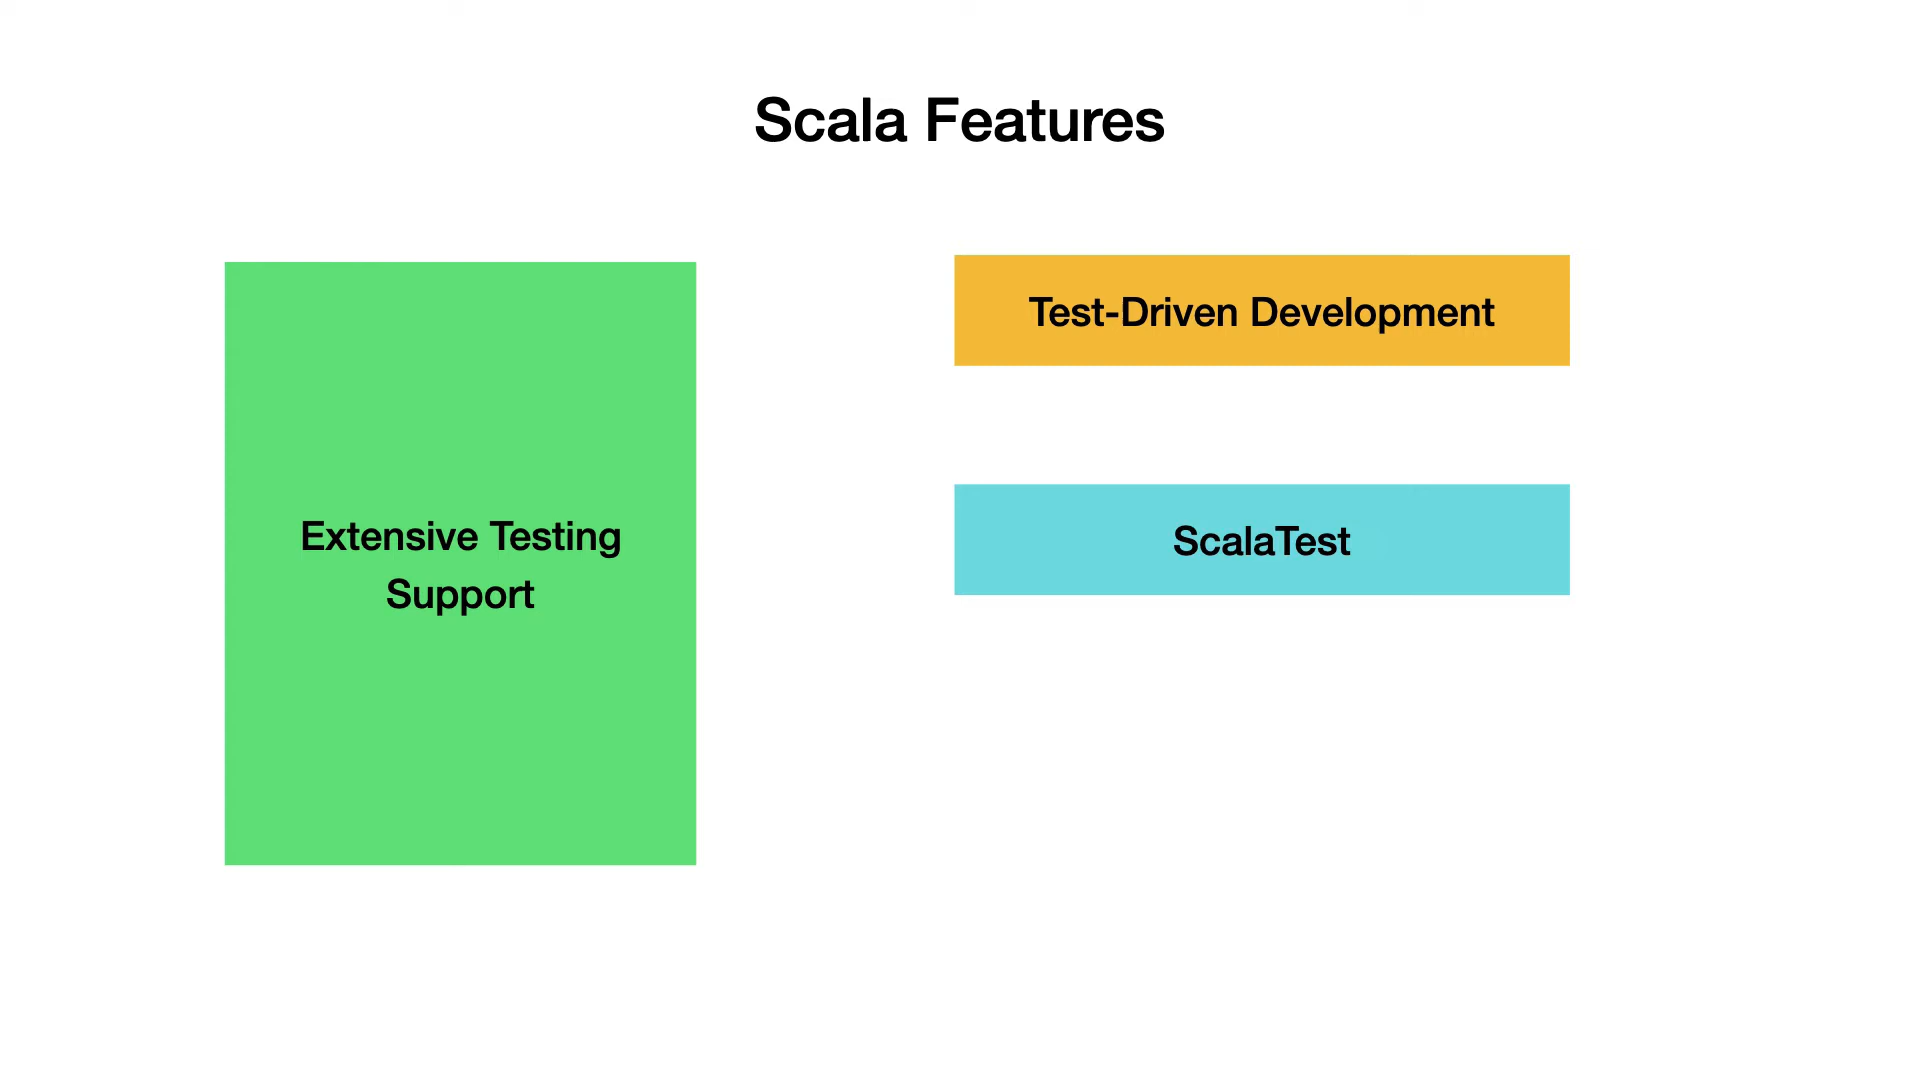 Scala Features
Extensive Testing
Support
Test-Driven Development
ScalaTest